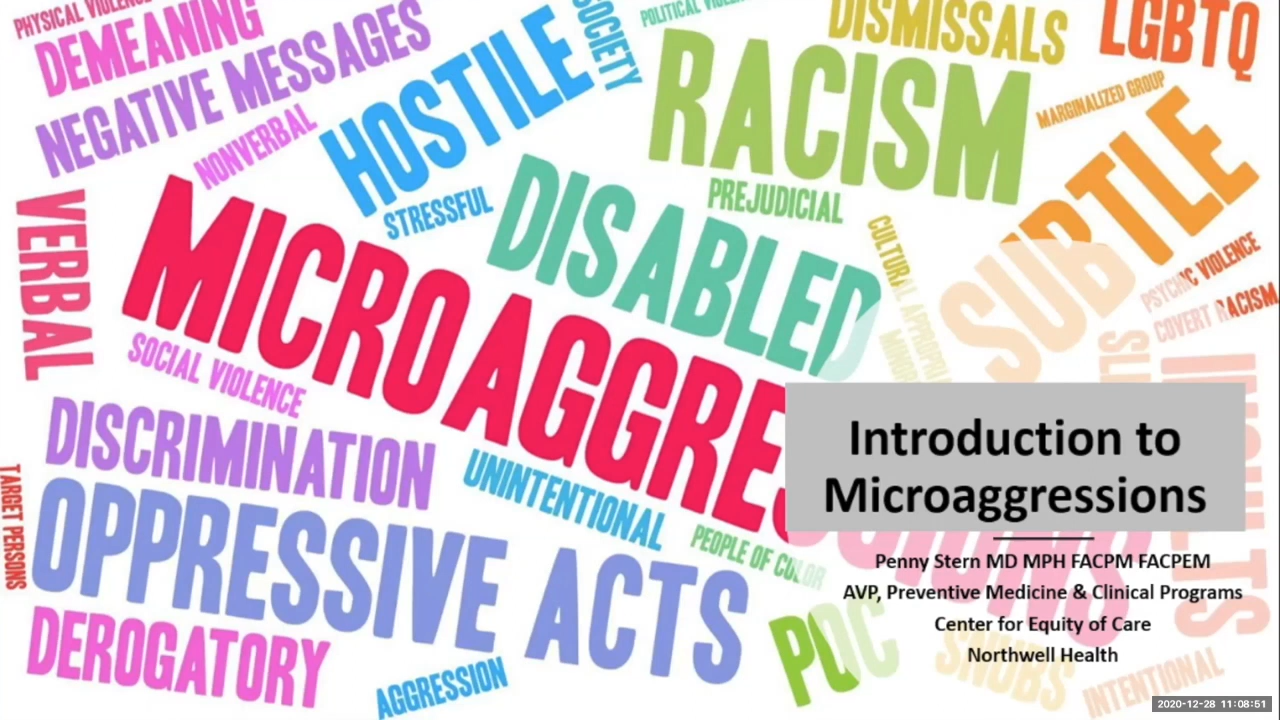 PHYSICAL VIOLENCE
DEMEANING
NEGATIVE MESSAGES
NONVERBAL
HOSTILE
SOCIETY
POLITICAL
RACISM
DISMISSALS
LGBTQ
MARGINALIZED GROUP
SUBTLE
STRESSFUL
DISABLED
PREJUDICIAL
CULTURAL
PSYCHIC VIOLENCE
COVERT RACISM
VERBAL
MICROAGGRESSIONS
SOCIAL VIOLENCE
DISCRIMINATION
UNINTENTIONAL
PEOPLE OF COLOR
TARGET PERSONS
OPPRESSIVE ACTS
DEROGATORY
AGGRESSION
POC
SNUBS
INTENTIONAL
Introduction to
Microaggressions
Penny Stern MD MPH FACPM FACPEM
AVP, Preventive Medicine & Clinical Programs
Center for Equity of Care
Northwell Health
2020-12-28 11:08:51